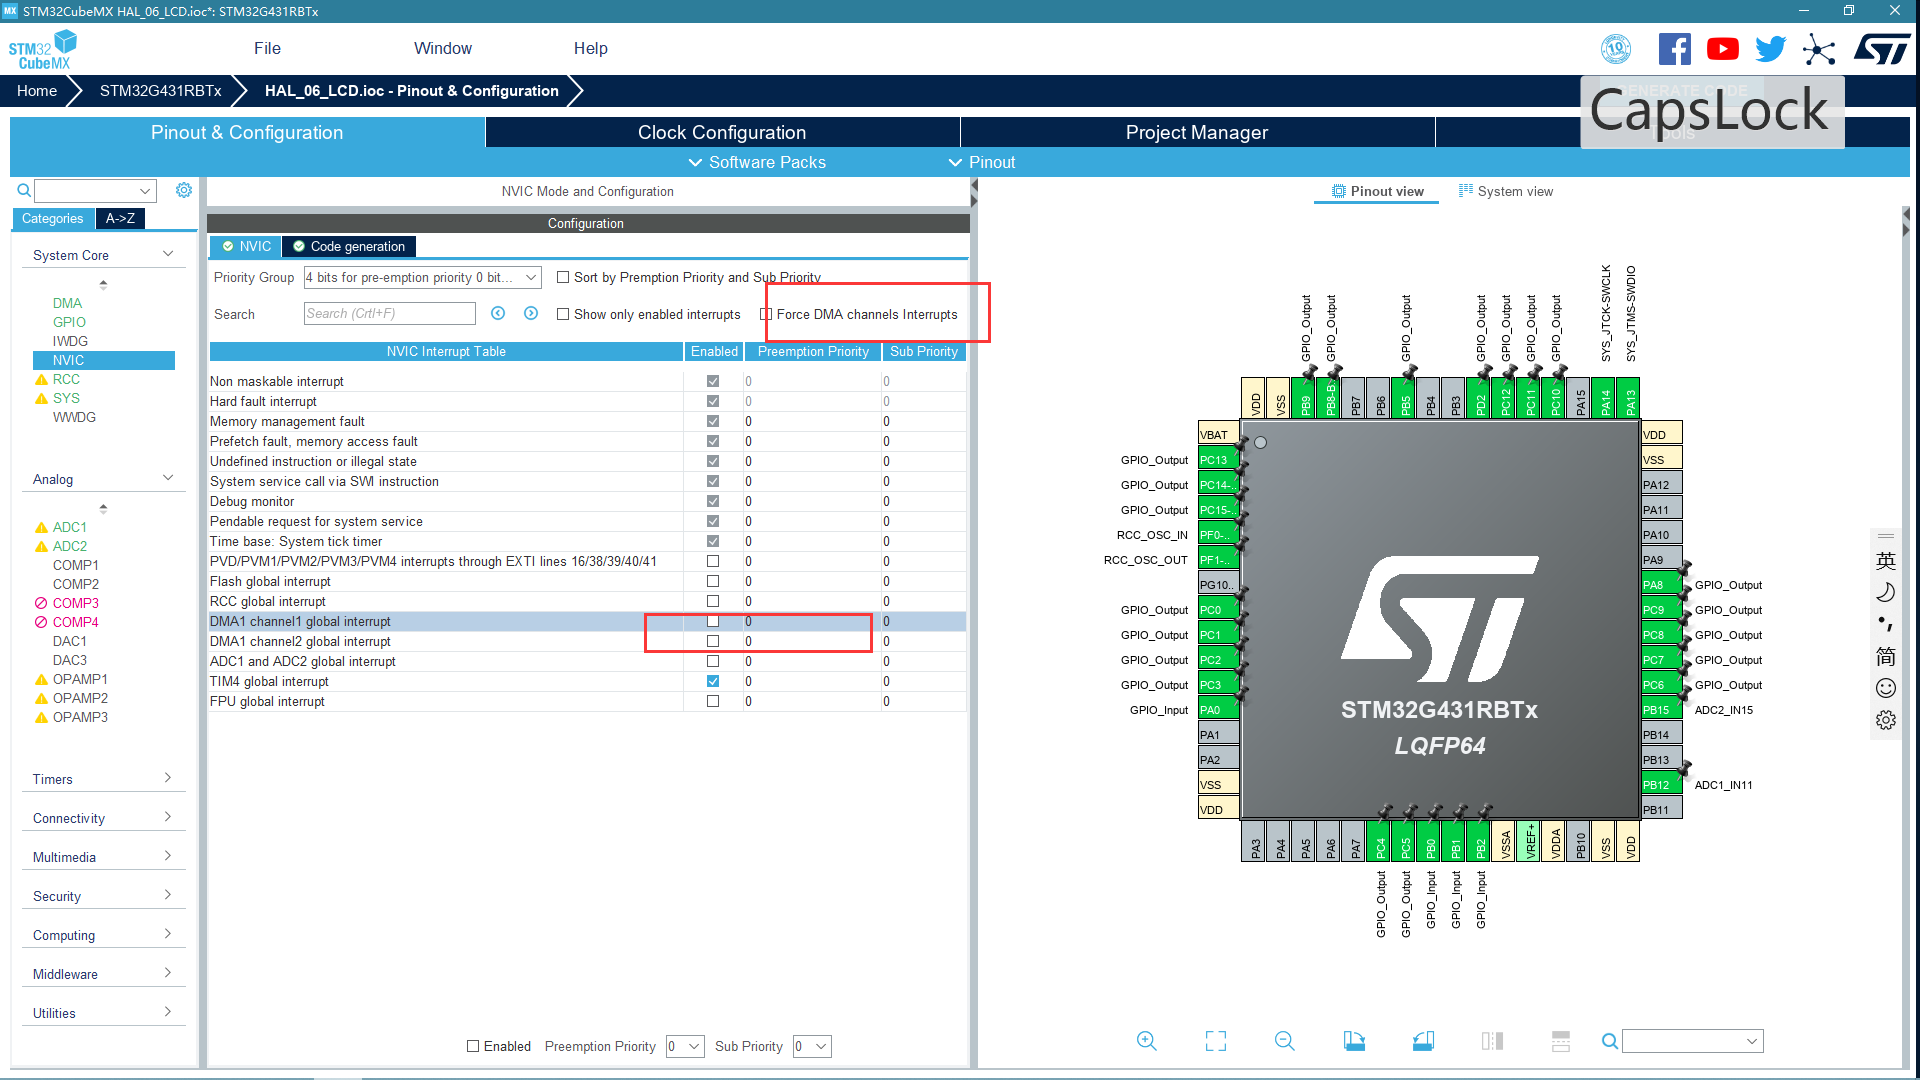 MX STM32CubeMX HAL_06_LCD.ioc*: STM32G431RBTx
STM32
CubeMX
File
Window
Help
10
ST
Home
STM32G431RBTx
HAL_06_LCD.ioc - Pinout & Configuration
GENERATE CODE
CapsLock
Pinout & Configuration
Clock Configuration
Project Manager
Tools
Software Packs
Pinout
NVIC Mode and Configuration
Pinout view
System view
Categories
A->Z
Configuration
System Core
DMA
GPIO
IWDG
NVIC
RCC
SYS
WWDG
Analog
ADC1
ADC2
COMP1
COMP2
COMP3
COMP4
DAC1
DAC3
OPAMP1
OPAMP2
OPAMP3
Timers
Connectivity
Multimedia
Security
Computing
Middleware
Utilities
NVIC
Code generation
Priority Group
4 bits for pre-emption priority 0 bit...
Sort by Premption Priority and Sub Priority
Search
Search (Crtl+F)
Show only enabled interrupts
Force DMA channels Interrupts
NVIC Interrupt Table Enabled Preemption Priority Sub Priority
Non maskable interrupt 0 0
Hard fault interrupt 0 0
Memory management fault 0 0
Prefetch fault, memory access fault 0 0
Undefined instruction or illegal state 0 0
System service call via SWI instruction 0 0
Debug monitor 0 0
Pendable request for system service 0 0
Time base: System tick timer 0 0
PVD/PVM1/PVM2/PVM3/PVM4 interrupts through EXTI lines 16/38/39/40/41 0 0
Flash global interrupt 0 0
RCC global interrupt 0 0
DMA1 channel1 global interrupt 0 0
DMA1 channel2 global interrupt 0 0
ADC1 and ADC2 global interrupt 0 0
TIM4 global interrupt 0 0
FPU global interrupt 0 0
Enabled Preemption Priority 0 Sub Priority 0
GPIO_Output
GPIO_Output
GPIO_Output
GPIO_Output
GPIO_Output
GPIO_Output
GPIO_Output
SYS_JTCK-SWCLK
SYS_JTMS-SWDIO
VDD
VSS
PB9
PB8-B
PB7
PB6
PB5
PB4
PB3
PD2
PC12
PC11
PC10
PA15
PA14
PA13
VBAT
GPIO_Output PC13
GPIO_Output PC14-..
GPIO_Output PC15-..
RCC_OSC_IN PF0-..
RCC_OSC_OUT PF1-..
PG10..
GPIO_Output PC0
GPIO_Output PC1
GPIO_Output PC2
GPIO_Output PC3
GPIO_Input PA0
PA1
PA2
VSS
VDD
STM32G431RBTx
LQFP64
VDD
VSS
PA12
PA11
PA10
PA9
PA8 GPIO_Output
PC9 GPIO_Output
PC8 GPIO_Output
PC7 GPIO_Output
PC6 GPIO_Output
PB15 ADC2_IN15
PB14
PB13
PB12 ADC1_IN11
PB11
PA3
PA4
PA5
PA6
PA7
PC4
PC5
PB0
PB1
PB2
VSSA
VREF+
VDDA
PB10
VSS
VDD
GPIO_Output
GPIO_Output
GPIO_Input
GPIO_Input
GPIO_Input
英
简